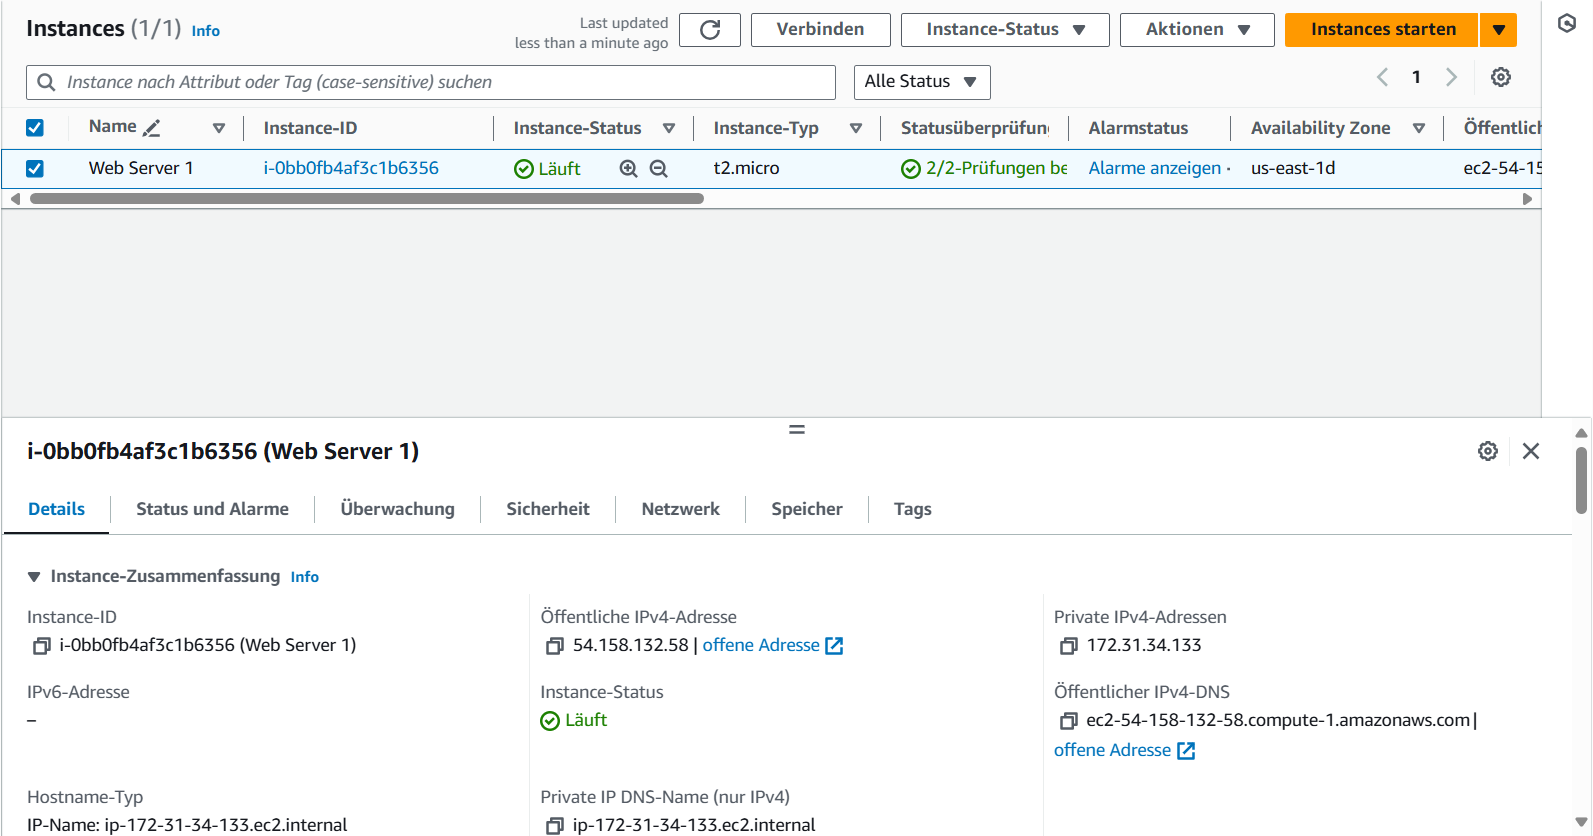 Instances (1/1) Info
Last updated
less than a minute ago
Verbinden
Instance-Status
Aktionen
Instances starten
Instance nach Attribut oder Tag (case-sensitive) suchen
Alle Status
1
Name Instance-ID Instance-Status Instance-Typ Statusüberprüfun Alarmstatus Availability Zone Öffentlich
Web Server 1 i-0bb0fb4af3c1b6356 Läuft t2.micro 2/2-Prüfungen be Alarme anzeigen us-east-1d ec2-54-15
i-0bb0fb4af3c1b6356 (Web Server 1)
Details Status und Alarme Überwachung Sicherheit Netzwerk Speicher Tags
Instance-Zusammenfassung Info
Instance-ID
i-0bb0fb4af3c1b6356 (Web Server 1)
Öffentliche IPv4-Adresse
54.158.132.58 | offene Adresse
Private IPv4-Adressen
172.31.34.133
IPv6-Adresse
–
Instance-Status
Läuft
Öffentlicher IPv4-DNS
ec2-54-158-132-58.compute-1.amazonaws.com |
offene Adresse
Hostname-Typ
IP-Name: ip-172-31-34-133.ec2.internal
Private IP DNS-Name (nur IPv4)
ip-172-31-34-133.ec2.internal